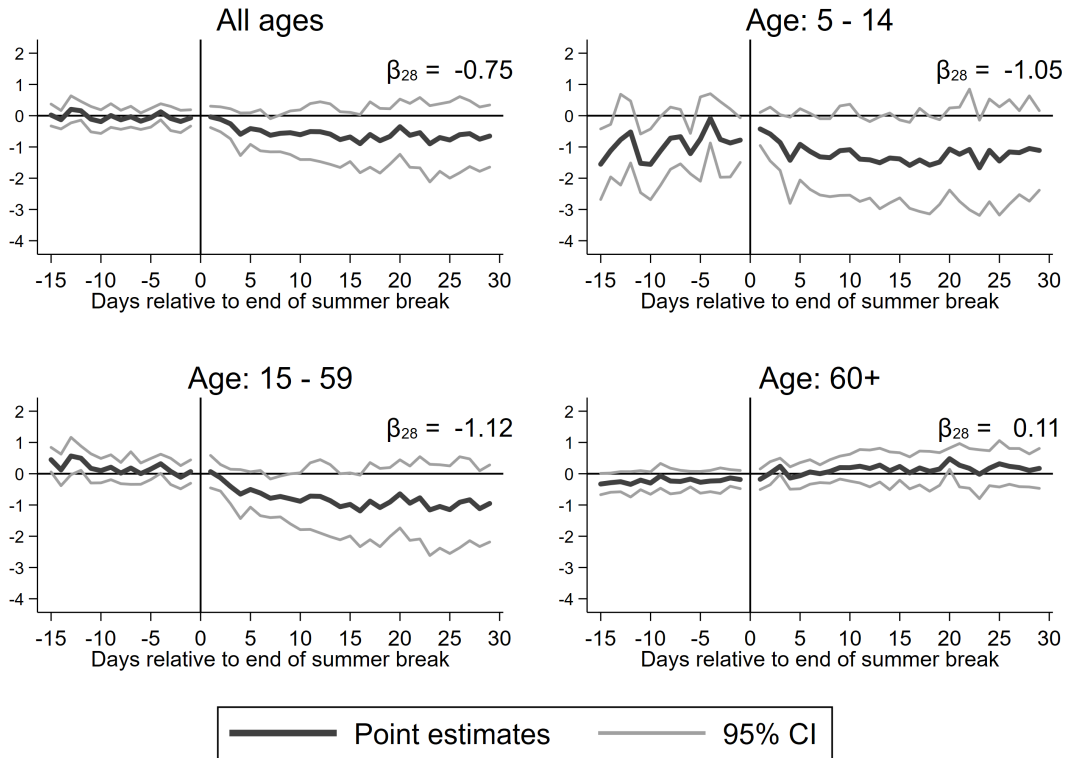 All ages
β₂₈ = -0.75
2
1
0
-1
-2
-3
-4
-15 -10 -5 0 5 10 15 20 25 30
Days relative to end of summer break
Age: 5 - 14
β₂₈ = -1.05
2
1
0
-1
-2
-3
-4
-15 -10 -5 0 5 10 15 20 25 30
Days relative to end of summer break
Age: 15 - 59
β₂₈ = -1.12
2
1
0
-1
-2
-3
-4
-15 -10 -5 0 5 10 15 20 25 30
Days relative to end of summer break
Age: 60+
β₂₈ = 0.11
2
1
0
-1
-2
-3
-4
-15 -10 -5 0 5 10 15 20 25 30
Days relative to end of summer break
Point estimates 95% CI